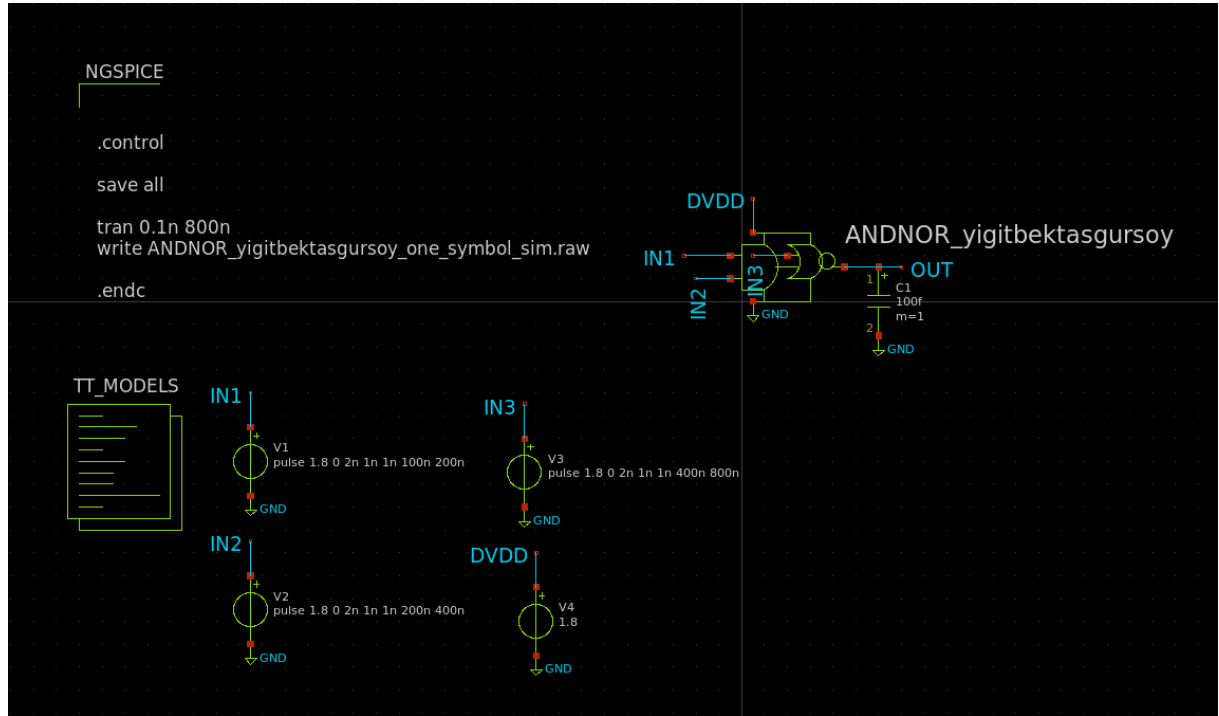 NGSPICE
.control
save all
tran 0.1n 800n
write ANDNOR_yigitbektasgursoy_one_symbol_sim.raw
.endc
DVDD
ANDNOR_yigitbektasgursoy
IN1
IN3
OUT
IN2
1
+
C1
100f
m=1
GND
2
GND
TT_MODELS
IN1
+
V1
pulse 1.8 0 2n 1n 1n 100n 200n
GND
IN3
+
V3
pulse 1.8 0 2n 1n 1n 400n 800n
GND
IN2
+
V2
pulse 1.8 0 2n 1n 1n 200n 400n
GND
DVDD
+
V4
1.8
GND